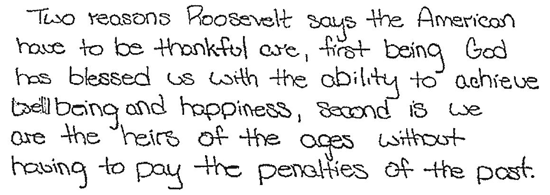 Two reasons Roosevelt says the American
have to be thankful are, first being God
has blessed us with the ability to achieve
wellbeing and happiness, second is we
are the heirs of the ages without
having to pay the penalties of the past.